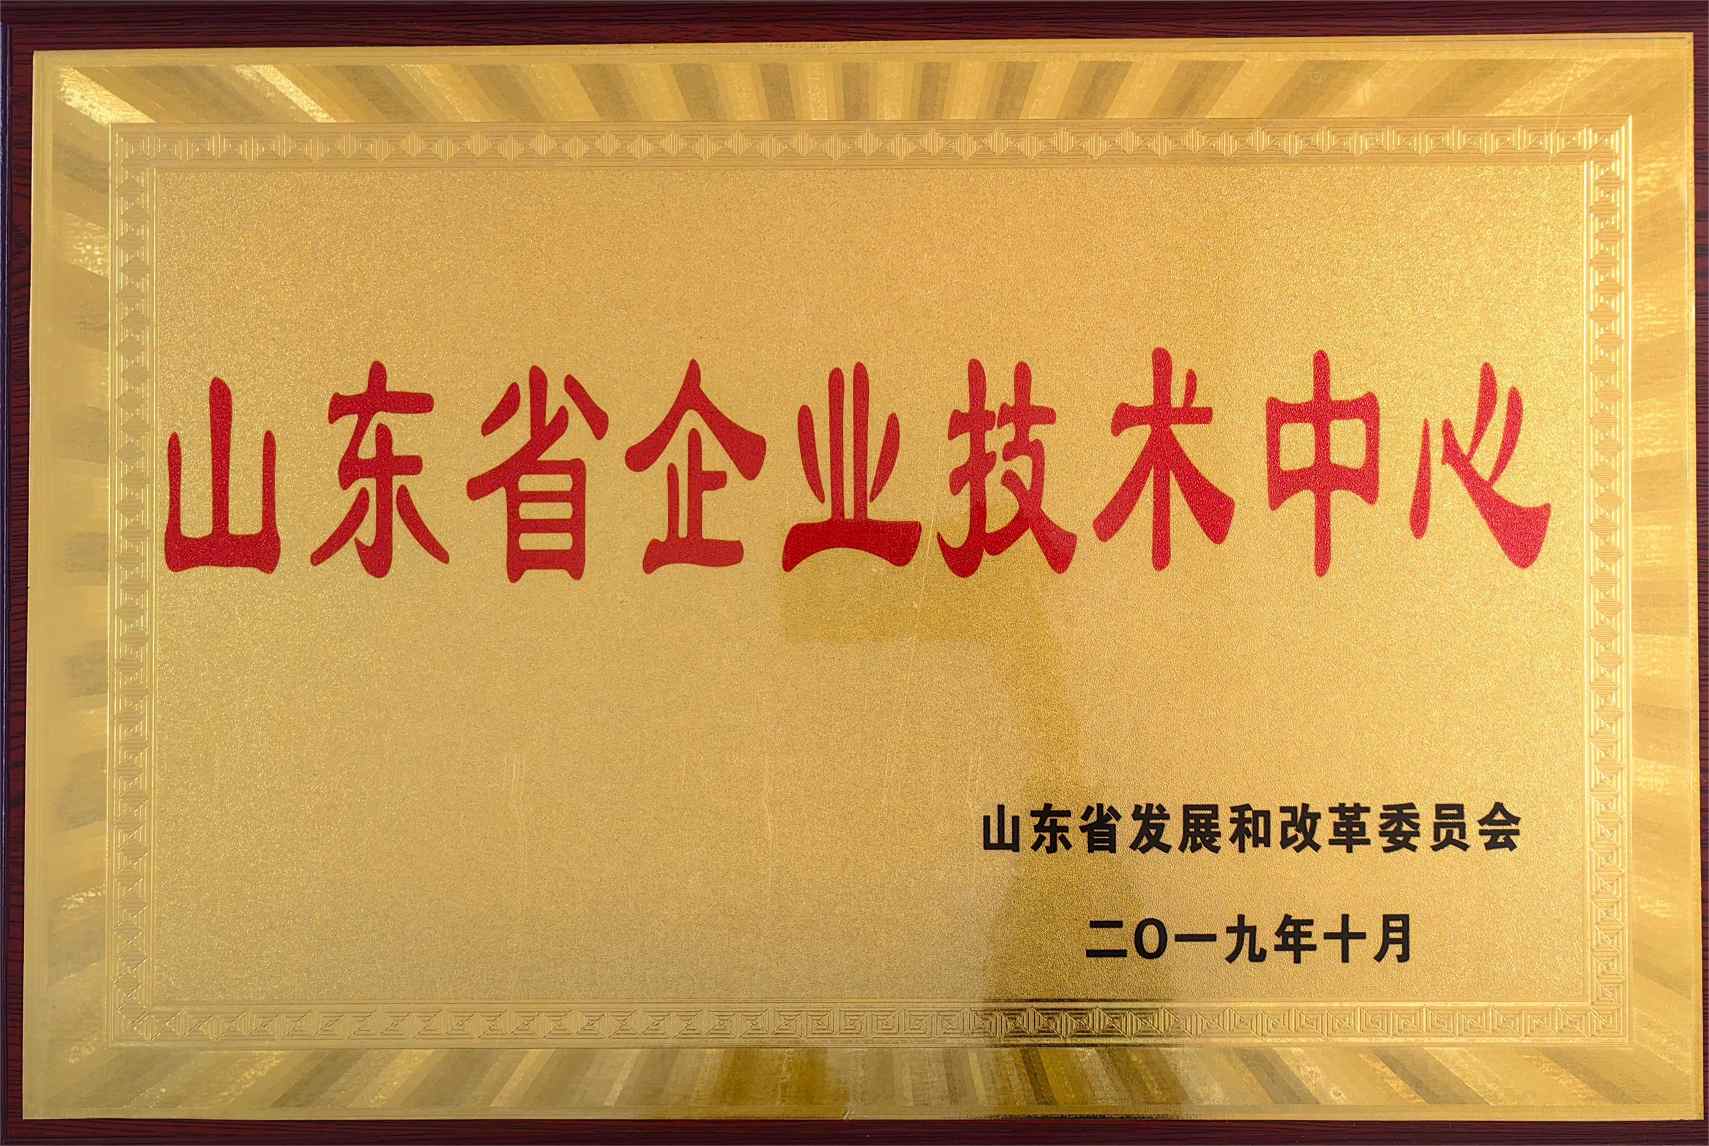 山东省企业技术中心
山东省发展和改革委员会
二〇一九年十月